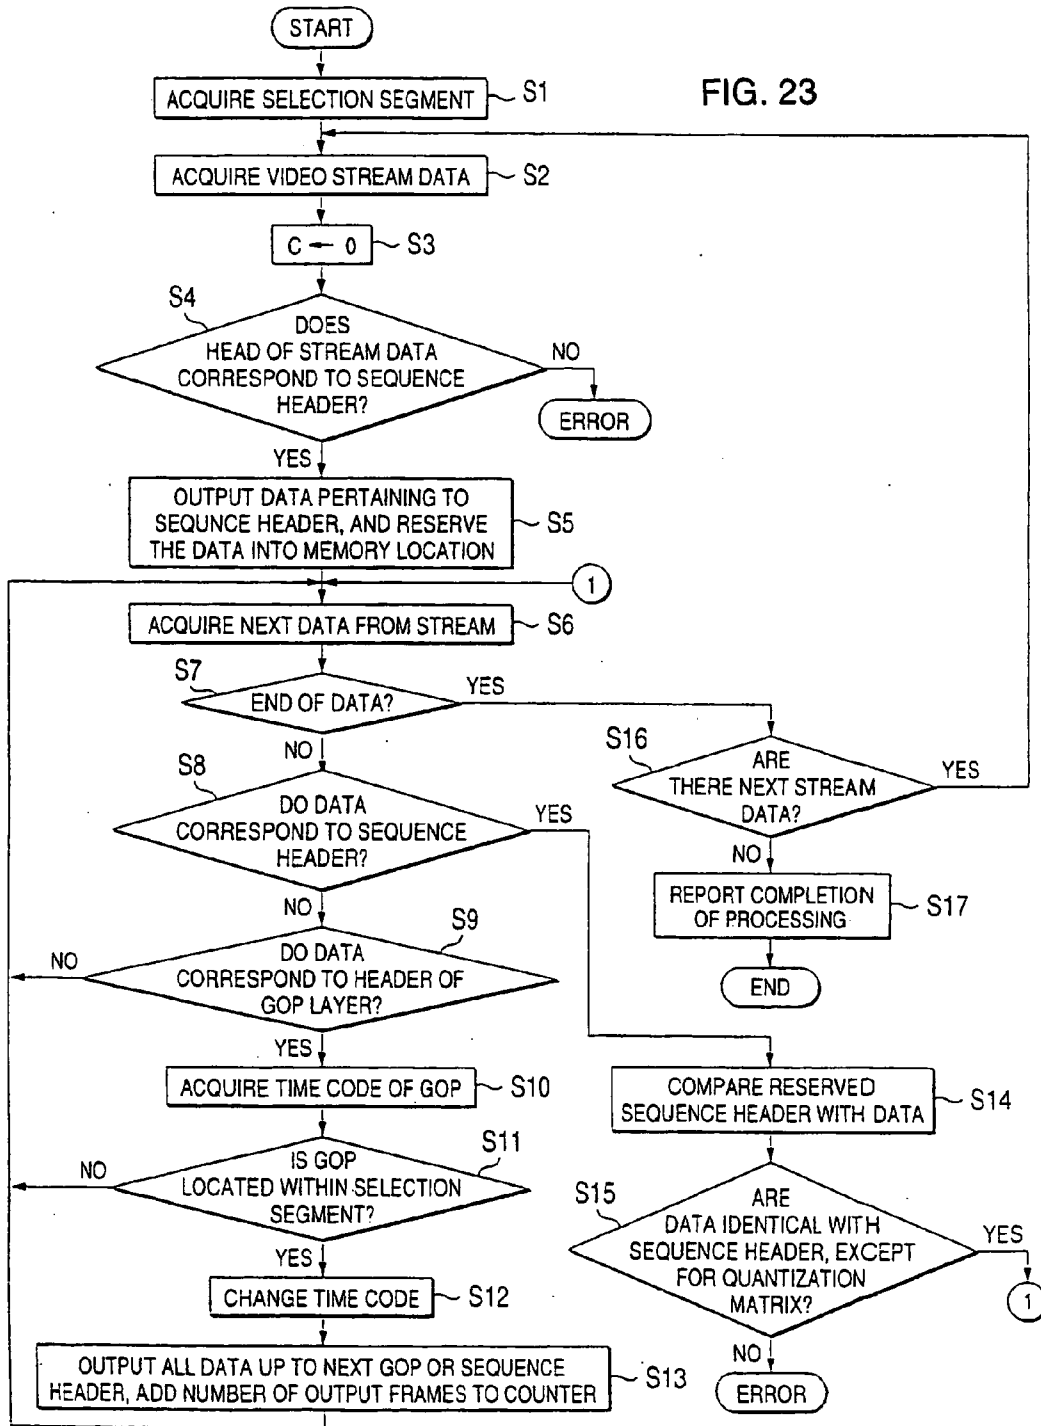 START
FIG. 23
ACQUIRE SELECTION SEGMENT
S1
ACQUIRE VIDEO STREAM DATA
S2
C ← 0
S3
S4
DOES
HEAD OF STREAM DATA
CORRESPOND TO SEQUENCE
HEADER?
NO
ERROR
YES
OUTPUT DATA PERTAINING TO
SEQUNCE HEADER, AND RESERVE
THE DATA INTO MEMORY LOCATION
S5
1
ACQUIRE NEXT DATA FROM STREAM
S6
S7
END OF DATA?
YES
NO
S16
ARE
THERE NEXT STREAM
DATA?
YES
NO
REPORT COMPLETION
OF PROCESSING
S17
END
S8
DO DATA
CORRESPOND TO SEQUENCE
HEADER?
YES
NO
S9
DO DATA
CORRESPOND TO HEADER OF
GOP LAYER?
NO
YES
ACQUIRE TIME CODE OF GOP
S10
S11
IS GOP
LOCATED WITHIN SELECTION
SEGMENT?
NO
YES
CHANGE TIME CODE
S12
OUTPUT ALL DATA UP TO NEXT GOP OR SEQUENCE
HEADER, ADD NUMBER OF OUTPUT FRAMES TO COUNTER
S13
COMPARE RESERVED
SEQUENCE HEADER WITH DATA
S14
S15
ARE
DATA IDENTICAL WITH
SEQUENCE HEADER, EXCEPT
FOR QUANTIZATION
MATRIX?
YES
1
NO
ERROR